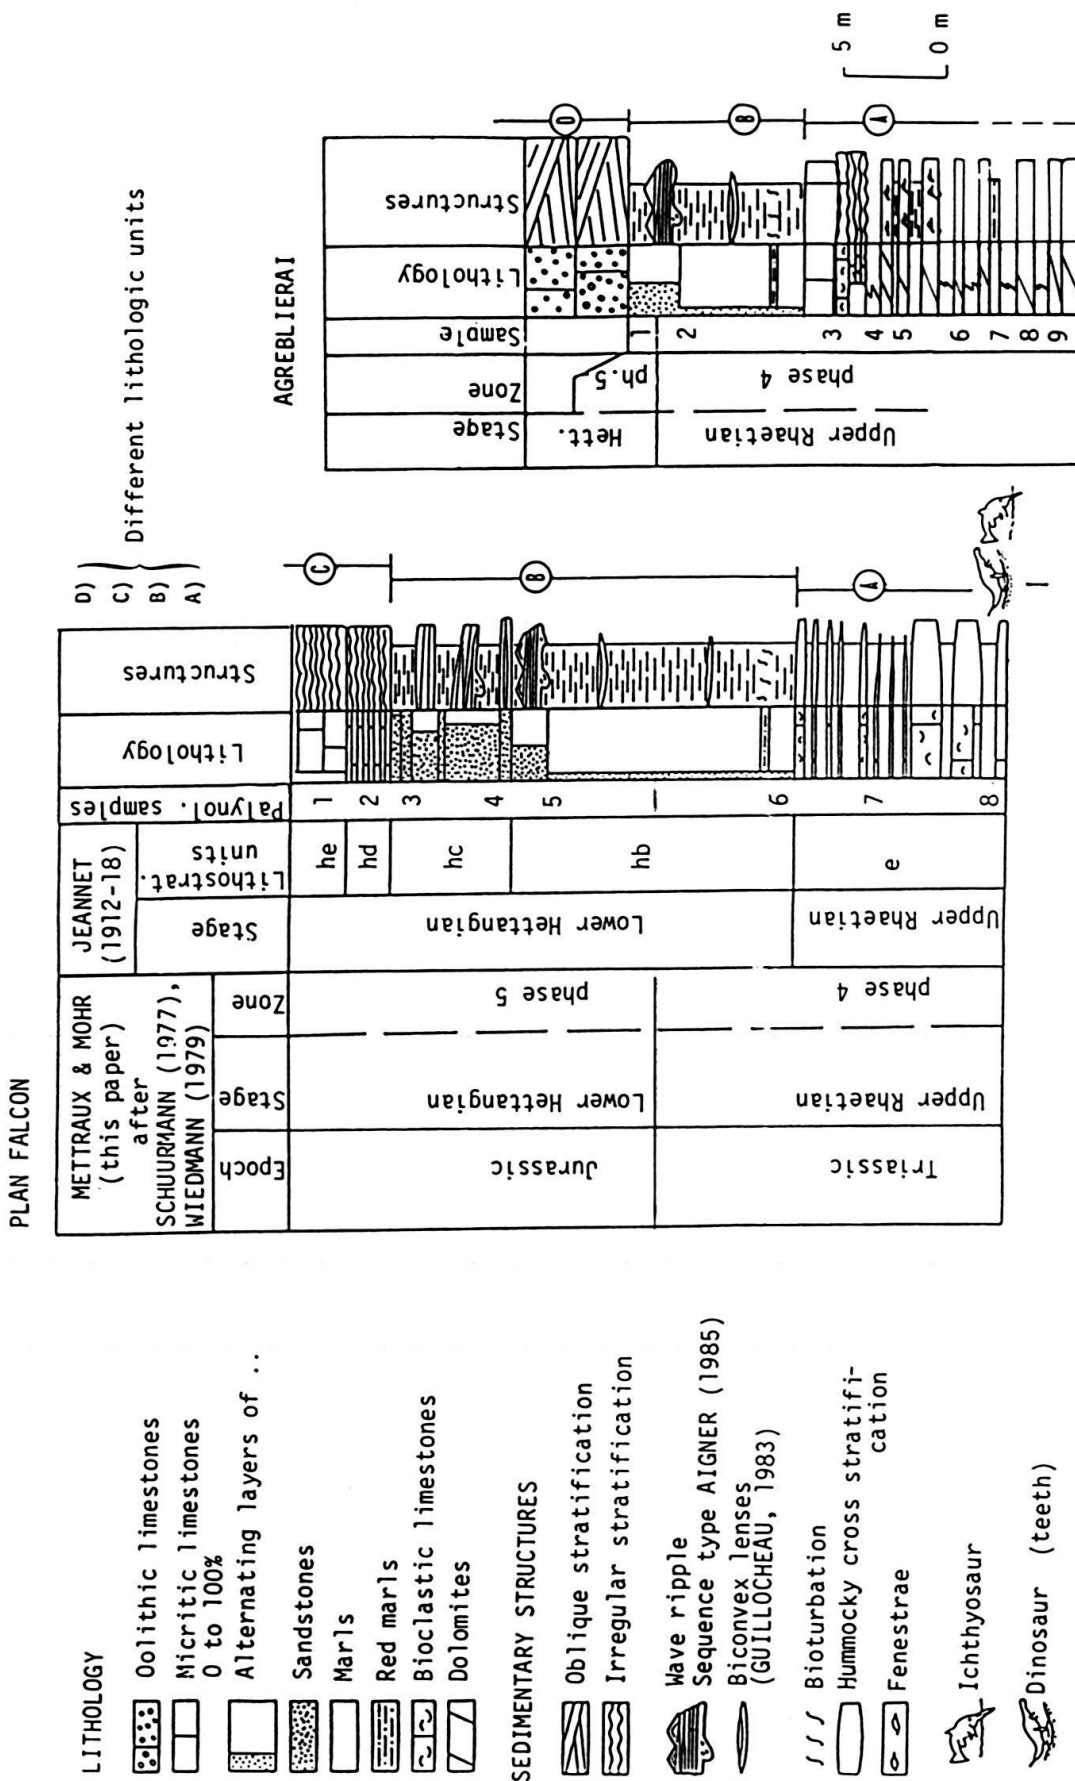 PLAN FALCON
METTRAUX & MOHR
(this paper)
after
SCHUURMANN (1977),
WIEDMANN (1979)
JEANNET
(1912-18)
Epoch
Stage
Zone
Stage
Lithostrat.
units
Palynol. samples
Lithology
Structures
Jurassic
Triassic
Lower Hettangian
Upper Rhaetian
phase 5
phase 4
Lower Hettangian
Upper Rhaetian
he
hd
hc
hb
e
1
2
3
4
5
6
7
8
C
B
A
D)
C)
B)
A)
Different lithologic units
AGREBLIERAI
Stage
Zone
Sample
Lithology
Structures
Hett.
Upper Rhaetian
ph.5
phase 4
1
2
3
4
5
6
7
8
9
D
B
A
5 m
0 m
LITHOLOGY
Oolithic limestones
Micritic limestones
0 to 100%
Alternating layers of ..
Sandstones
Marls
Red marls
Bioclastic limestones
Dolomites
SEDIMENTARY STRUCTURES
Oblique stratification
Irregular stratification
Wave ripple
Sequence type AIGNER (1985)
Biconvex lenses
(GUILLOCHEAU, 1983)
Bioturbation
Hummocky cross stratifi-
cation
Fenestrae
Ichthyosaur
Dinosaur (teeth)